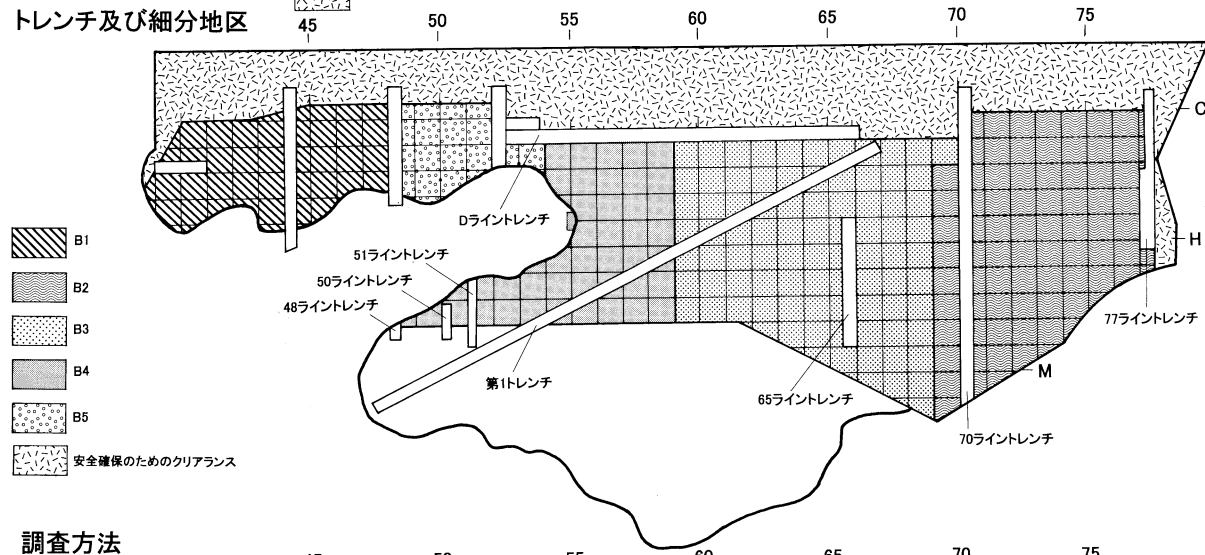 トレンチ及び細分地区
45 50 55 60 65 70 75
C
Dライントレンチ
H
B1
51ライントレンチ
50ライントレンチ
B2
48ライントレンチ
77ライントレンチ
B3
M
第1トレンチ
B4
65ライントレンチ
B5
70ライントレンチ
安全確保のためのクリアランス
調査方法
55 60 65 70 75